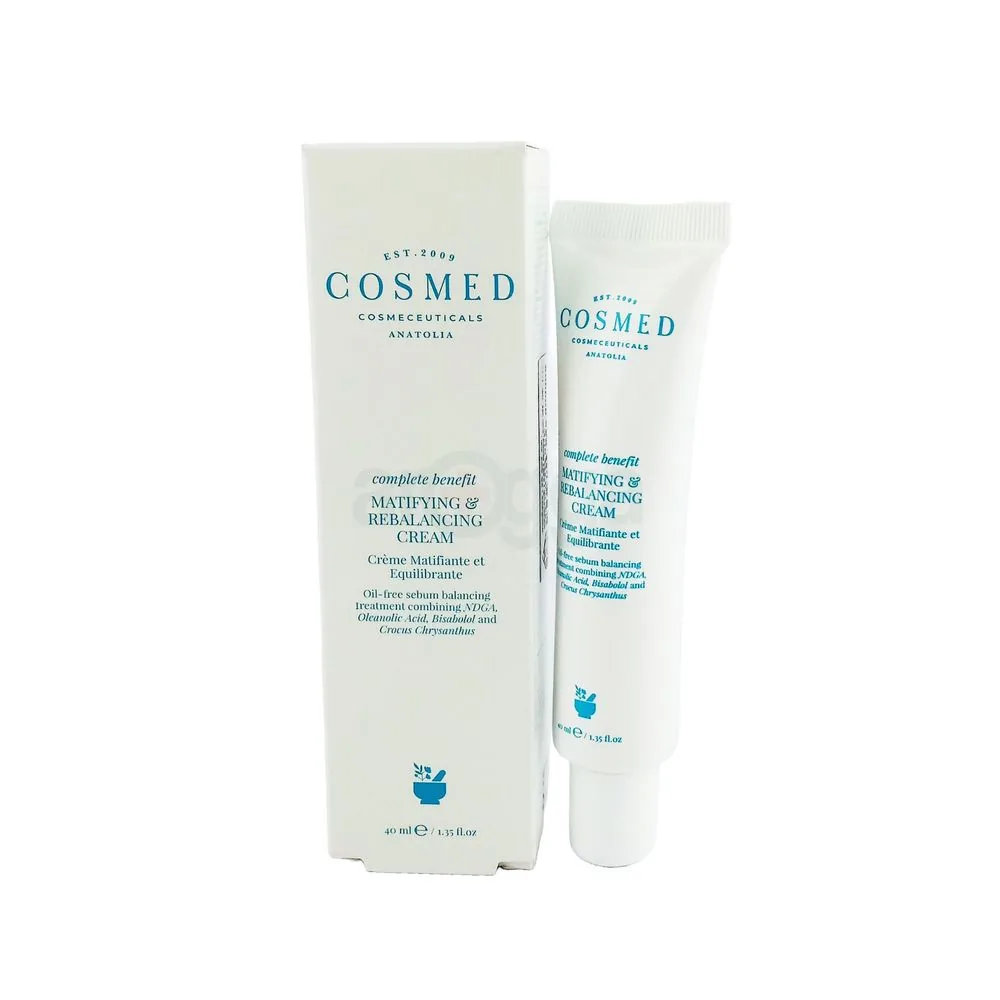 EST. 2009
COSMED
COSMECEUTICALS
ANATOLIA
complete benefit
MATIFYING &
REBALANCING
CREAM
Crème Matifiante et
Equilibrante
Oil-free sebum balancing
treatment combining NDGA,
Oleanolic Acid, Bisabolol and
Crocus Chrysanthus
40 ml e / 1.35 fl.oz
EST. 2009
COSMED
COSMECEUTICALS
ANATOLIA
complete benefit
MATIFYING &
REBALANCING
CREAM
Crème Matifiante et
Equilibrante
Oil-free sebum balancing
treatment combining NDGA,
Oleanolic Acid, Bisabolol and
Crocus Chrysanthus
40 ml e / 1.35 fl.oz